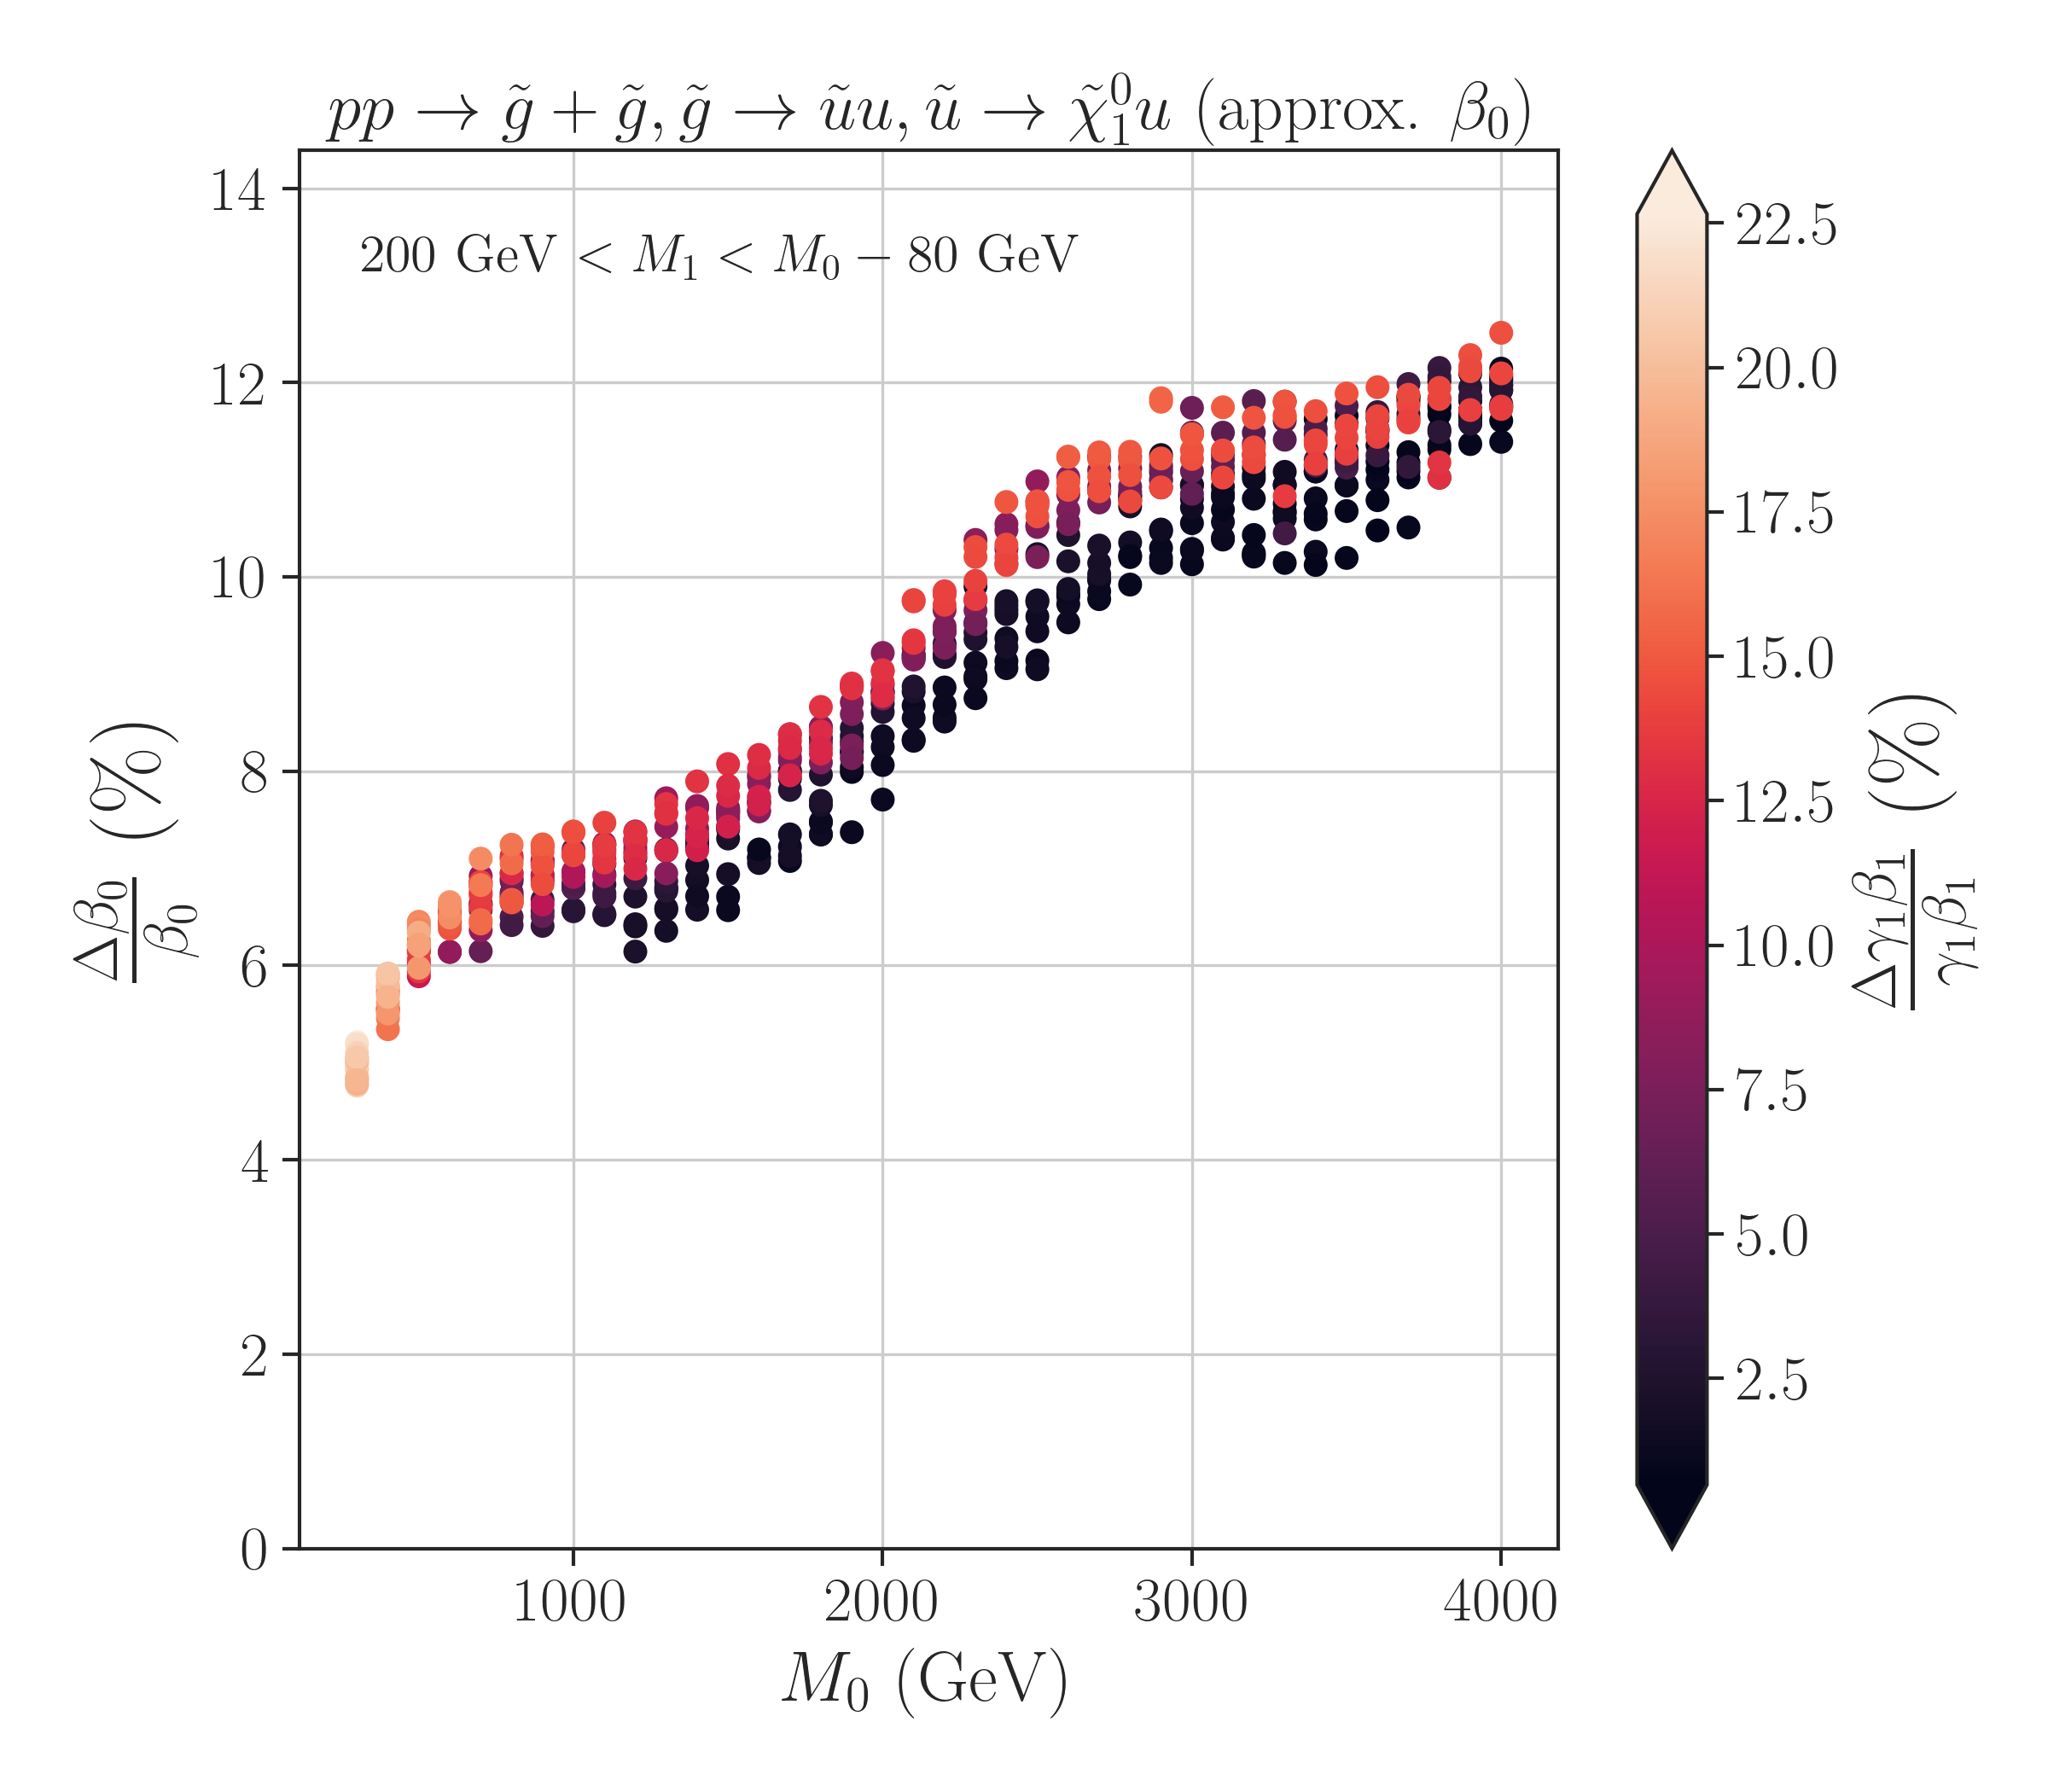 pp → g̃ + g̃, g̃ → ũu, ũ → χ̃₁⁰u (approx. β₀)
200 GeV < M₁ < M₀ − 80 GeV
14
12
10
8
6
4
2
0
Δβ₀/β₀ (%)
1000 2000 3000 4000
M₀ (GeV)
22.5
20.0
17.5
15.0
12.5
10.0
7.5
5.0
2.5
Δγ₁β₁/γ₁β₁ (%)